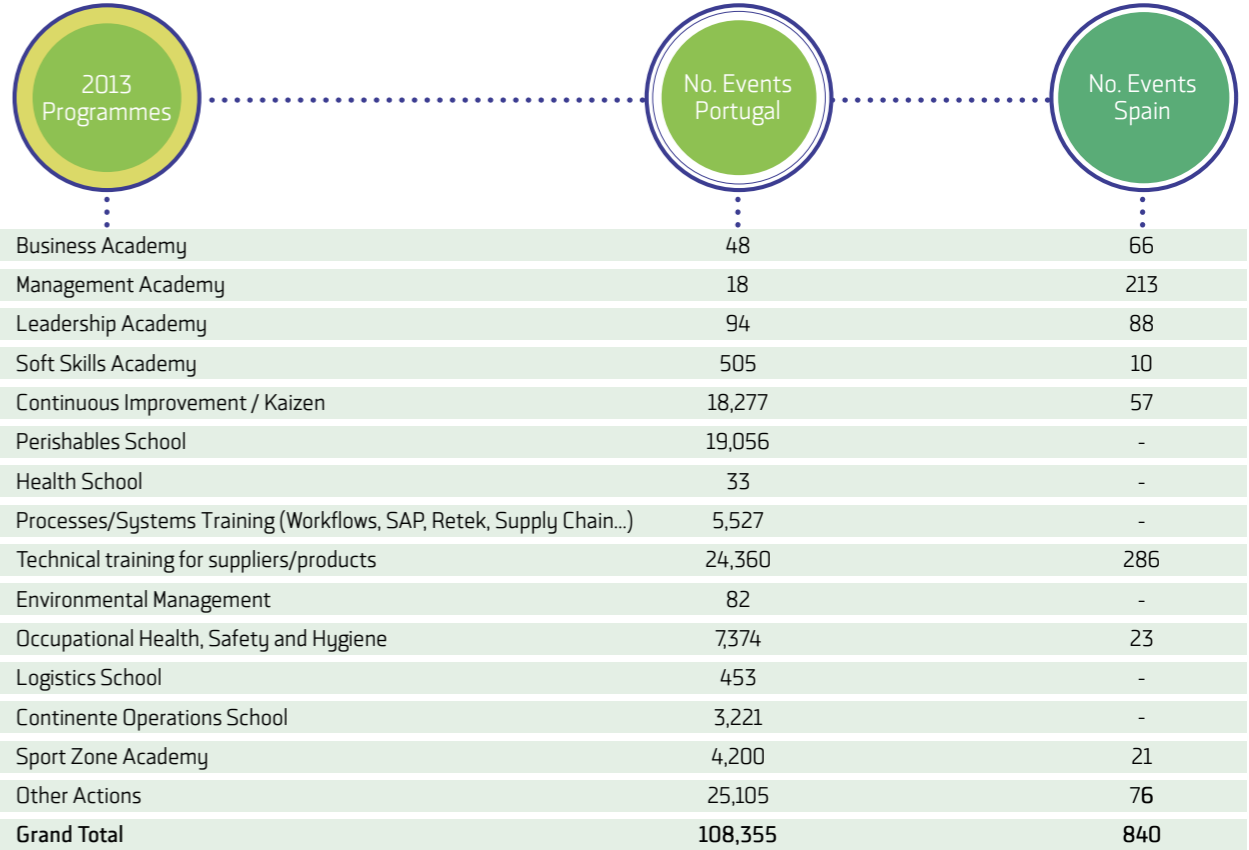 2013
Programmes
No. Events
Portugal
No. Events
Spain
Business Academy 48 66
Management Academy 18 213
Leadership Academy 94 88
Soft Skills Academy 505 10
Continuous Improvement / Kaizen 18,277 57
Perishables School 19,056 -
Health School 33 -
Processes/Systems Training (Workflows, SAP, Retek, Supply Chain...) 5,527 -
Technical training for suppliers/products 24,360 286
Environmental Management 82 -
Occupational Health, Safety and Hygiene 7,374 23
Logistics School 453 -
Continente Operations School 3,221 -
Sport Zone Academy 4,200 21
Other Actions 25,105 76
Grand Total 108,355 840